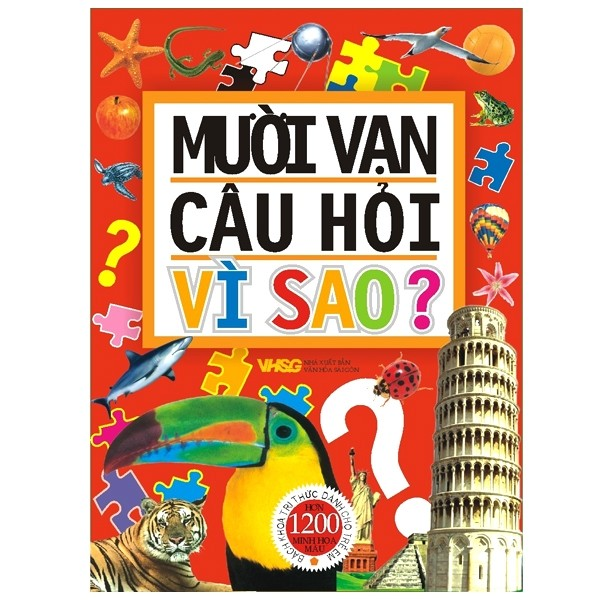 MƯỜI VẠN
CÂU HỎI
VÌ SAO?
VHSG NHÀ XUẤT BẢN
VĂN HÓA SÀI GÒN
BÁCH KHOA TRI THỨC DÀNH CHO TRẺ EM
HƠN
1200
MINH HỌA
MÀU